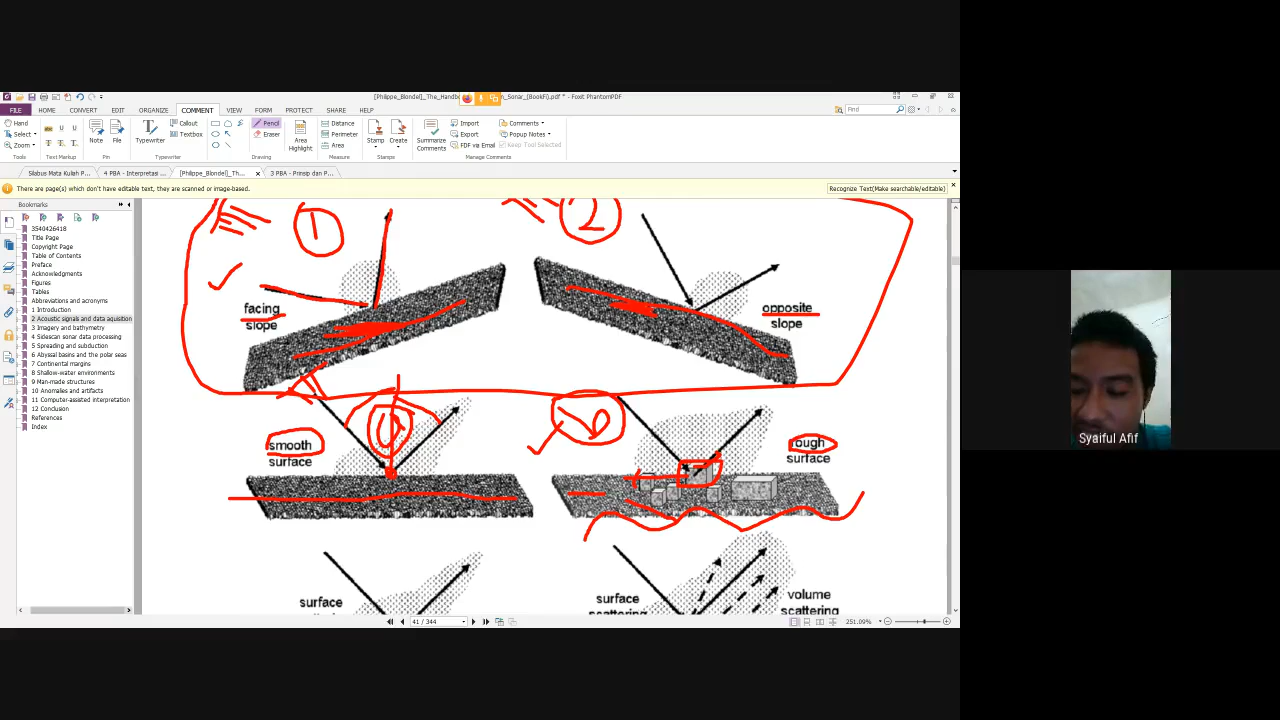 [Philippe_Blondel]_The_Handb
n_Sonar_(BookFi).pdf * - Foxit PhantomPDF
FILE HOME COMMENT EDIT ORGANIZE COMMENT VIEW FORM PROTECT SHARE HELP
Find
Hand
Select
Zoom
Tools
Text Markup
Note
File
Pin
Typewriter
Callout
Textbox
Typewriter
Pencil
Eraser
Drawing
Area
Highlight
Distance
Perimeter
Area
Measure
Stamp
Create
Stamps
Summarize
Comments
Import
Export
FDF via Email
Comments
Popup Notes
Keep Tool Selected
Manage Comments
Silabus Mata Kuliah P...
4 PBA - Interpretasi ...
[Philippe_Blondel]_Th...
3 PBA - Prinsip dan P...
There are page(s) which don't have editable text, they are scanned or image-based.
Recognize Text(Make searchable/editable)
Bookmarks
3540426418
Title Page
Copyright Page
Table of Contents
Preface
Acknowledgments
Figures
Tables
Abbreviations and acronyms
1 Introduction
2 Acoustic signals and data aquisition
3 Imagery and bathymetry
4 Sidescan sonar data processing
5 Spreading and subduction
6 Abyssal basins and the polar seas
7 Continental margins
8 Shallow-water environments
9 Man-made structures
10 Anomalies and artifacts
11 Computer-assisted interpretation
12 Conclusion
References
Index
1
2
facing
slope
opposite
slope
smooth
surface
rough
surface
surface
surface
scattering
volume
scattering
41 / 344
251.09%
Syaiful Afif